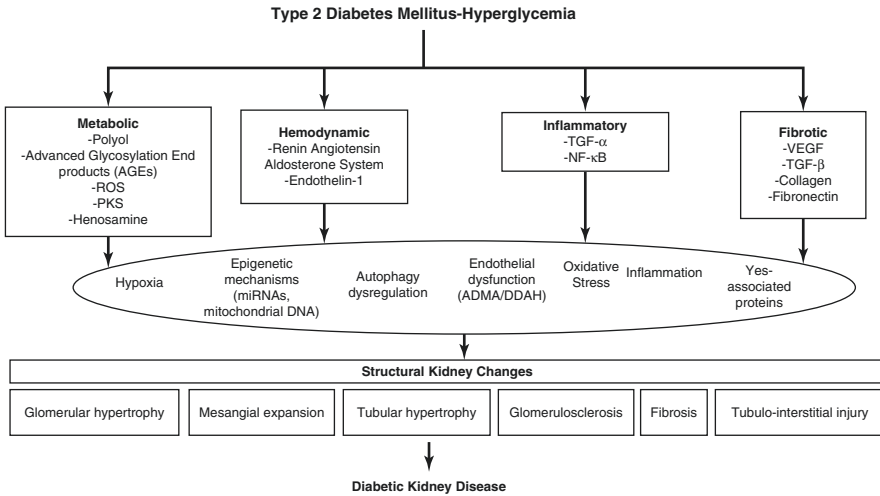 Type 2 Diabetes Mellitus-Hyperglycemia
Metabolic
-Polyol
-Advanced Glycosylation End
products (AGEs)
-ROS
-PKS
-Henosamine
Hemodynamic
-Renin Angiotensin
Aldosterone System
-Endothelin-1
Inflammatory
-TGF-α
-NF-κB
Fibrotic
-VEGF
-TGF-β
-Collagen
-Fibronectin
Hypoxia
Epigenetic
mechanisms
(miRNAs,
mitochondrial DNA)
Autophagy
dysregulation
Endothelial
dysfunction
(ADMA/DDAH)
Oxidative
Stress
Inflammation
Yes-
associated
proteins
Structural Kidney Changes
Glomerular hypertrophy
Mesangial expansion
Tubular hypertrophy
Glomerulosclerosis
Fibrosis
Tubulo-interstitial injury
Diabetic Kidney Disease